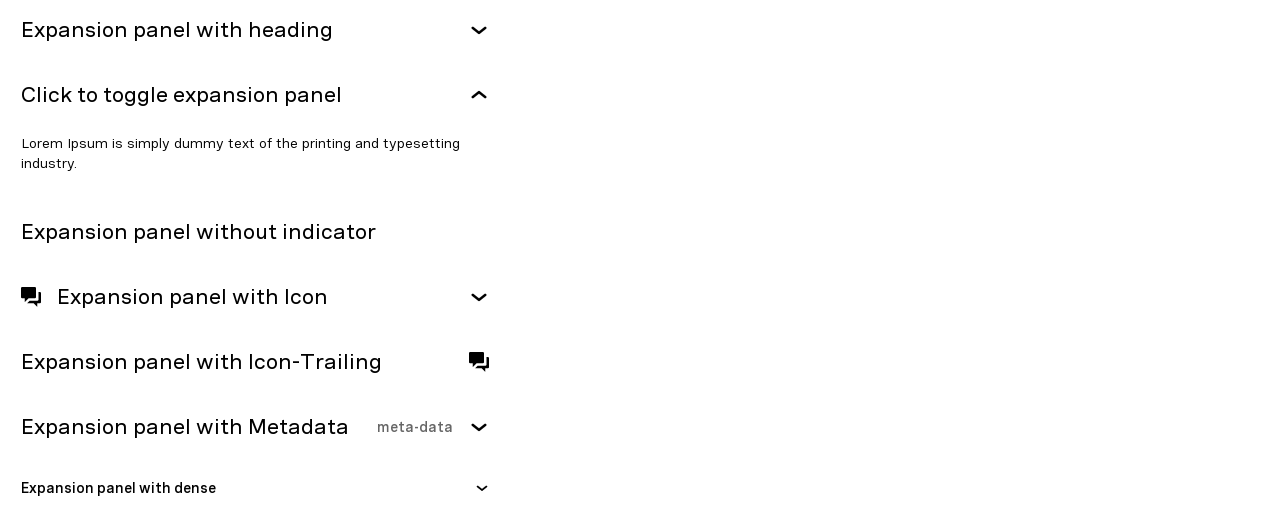 Expansion panel with heading
Click to toggle expansion panel
Lorem Ipsum is simply dummy text of the printing and typesetting
industry.
Expansion panel without indicator
Expansion panel with Icon
Expansion panel with Icon-Trailing
Expansion panel with Metadata meta-data
Expansion panel with dense